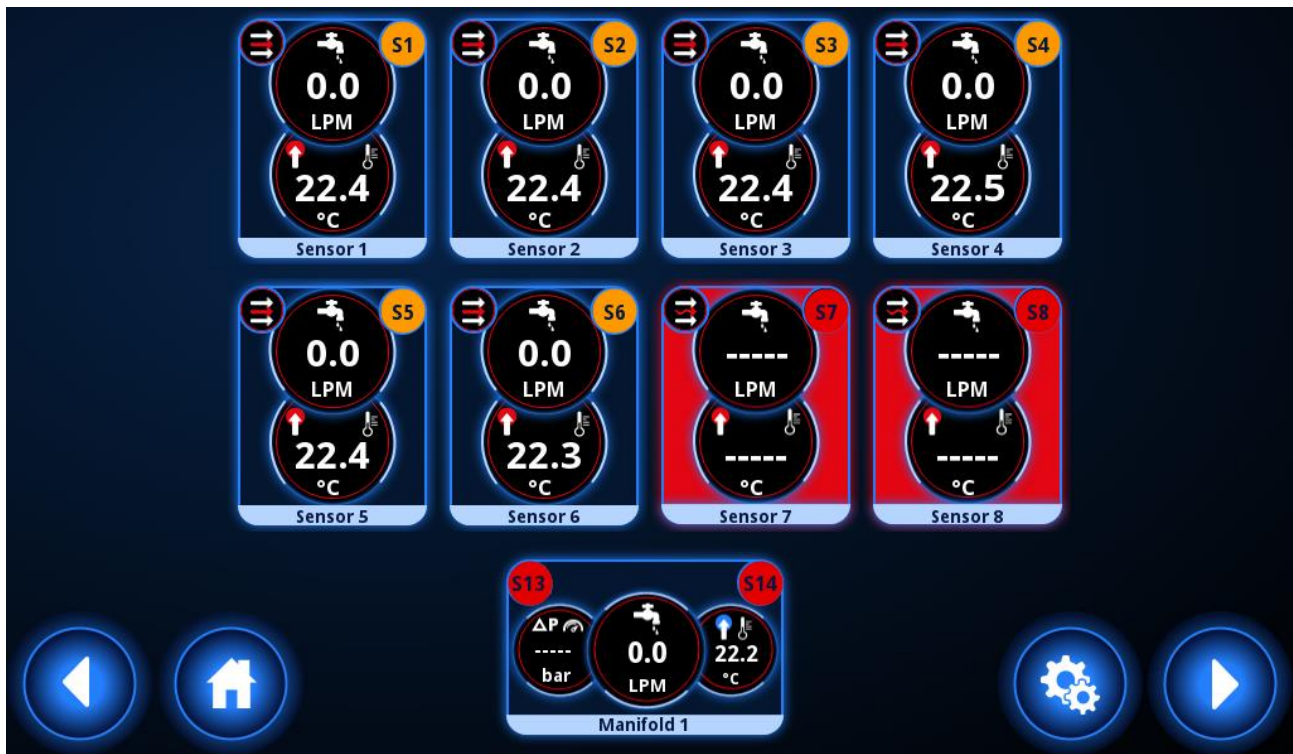 S1 S2 S3 S4
0.0 0.0 0.0 0.0
LPM LPM LPM LPM
22.4 22.4 22.4 22.5
°C °C °C °C
Sensor 1 Sensor 2 Sensor 3 Sensor 4
S5 S6 S7 S8
0.0 0.0 ----- -----
LPM LPM LPM LPM
22.4 22.3 ----- -----
°C °C °C °C
Sensor 5 Sensor 6 Sensor 7 Sensor 8
S13 S14
ΔP
----- 0.0 22.2
bar LPM °C
Manifold 1